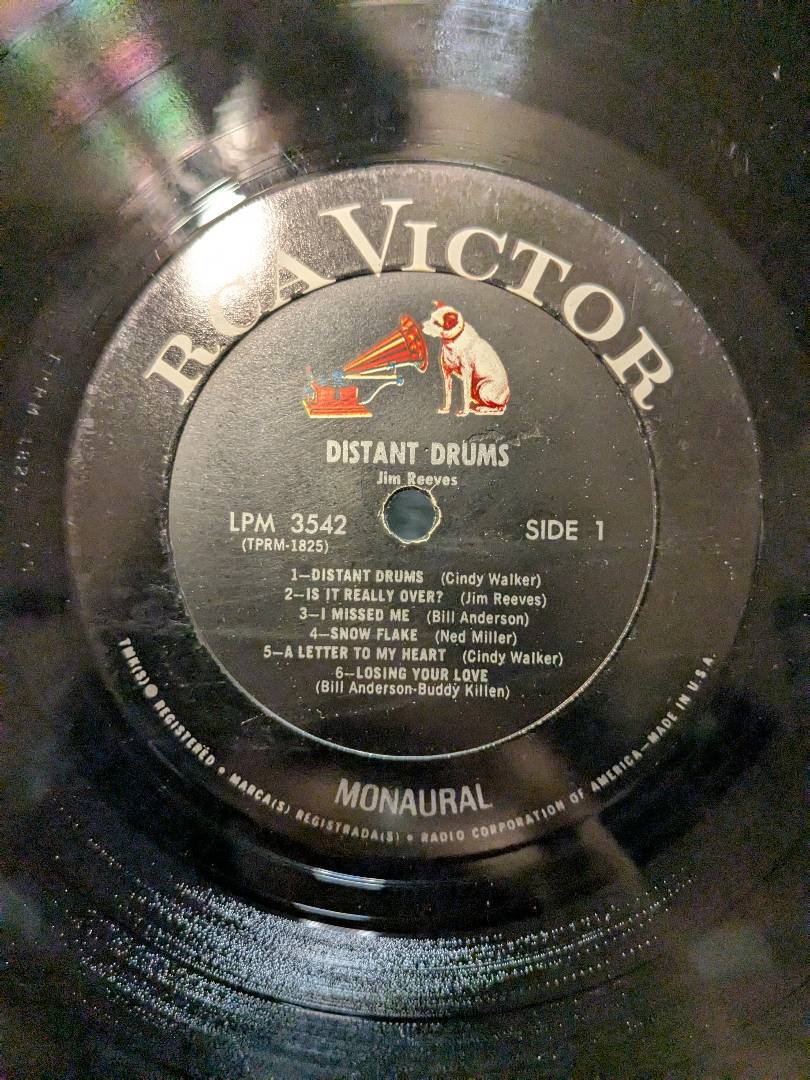 RCA VICTOR
DISTANT DRUMS
Jim Reeves
LPM 3542
(TPRM-1825)
SIDE 1
1—DISTANT DRUMS (Cindy Walker)
2—IS IT REALLY OVER? (Jim Reeves)
3—I MISSED ME (Bill Anderson)
4—SNOW FLAKE (Ned Miller)
5—A LETTER TO MY HEART (Cindy Walker)
6—LOSING YOUR LOVE
(Bill Anderson-Buddy Killen)
MONAURAL
TMK(S) ® REGISTERED • MARCA(S) REGISTRADA(S) • RADIO CORPORATION OF AMERICA—MADE IN U.S.A.